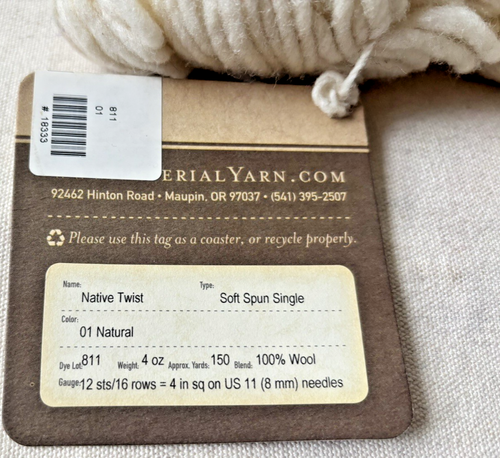 811
01
# 18333
ERIALYARN.COM
92462 Hinton Road • Maupin, OR 97037 • (541) 395-2507
Please use this tag as a coaster, or recycle properly.
Name: Native Twist Type: Soft Spun Single
Color: 01 Natural
Dye Lot: 811 Weight: 4 oz Approx. Yards: 150 Blend: 100% Wool
Gauge: 12 sts/16 rows = 4 in sq on US 11 (8 mm) needles